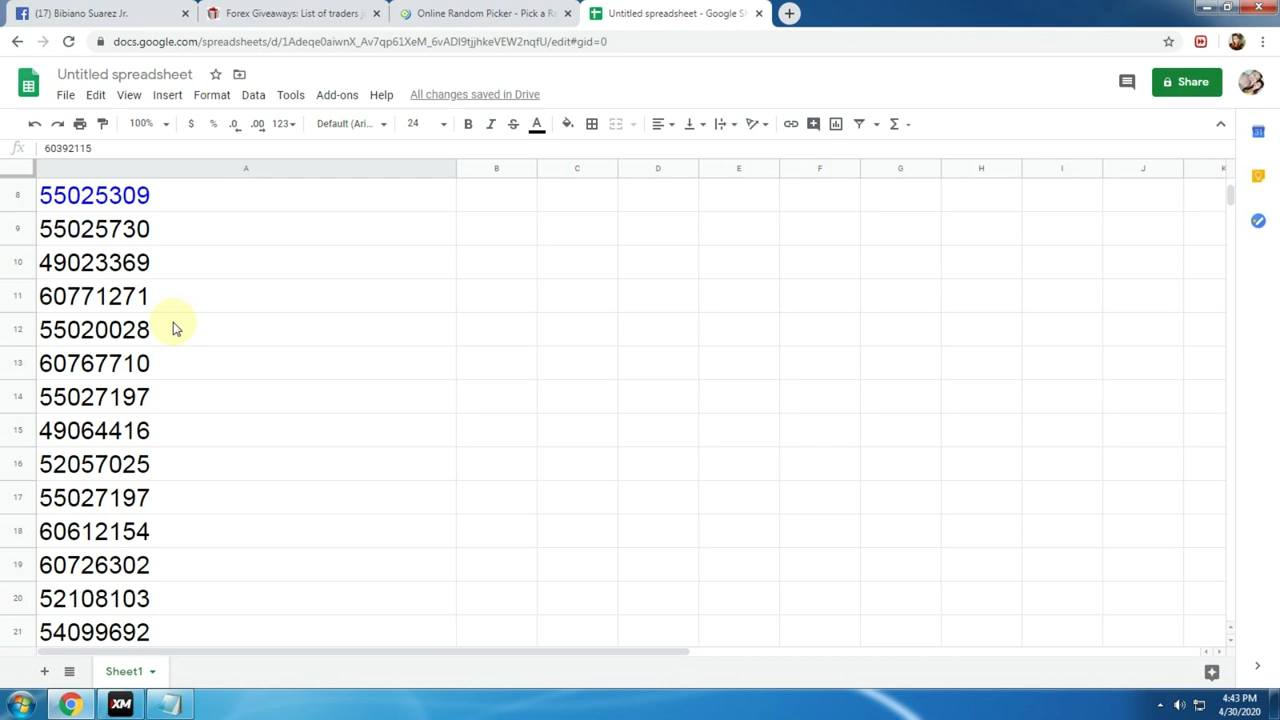 (17) Bibiano Suarez Jr.
Forex Giveaways: List of traders
Online Random Picker - Pick a R
Untitled spreadsheet - Google Sh
docs.google.com/spreadsheets/d/1Adeqe0aiwnX_Av7qp61XeM_6vADl9tjjhkeVEW2nqfU/edit#gid=0
Untitled spreadsheet
Share
File Edit View Insert Format Data Tools Add-ons Help All changes saved in Drive
100% $ % .0 .00 123 Default (Ari... 24 B I S A Σ
fx 60392115
A B C D E F G H I J K
8 55025309
9 55025730
10 49023369
11 60771271
12 55020028
13 60767710
14 55027197
15 49064416
16 52057025
17 55027197
18 60612154
19 60726302
20 52108103
21 54099692
Sheet1
XM
4:43 PM
4/30/2020